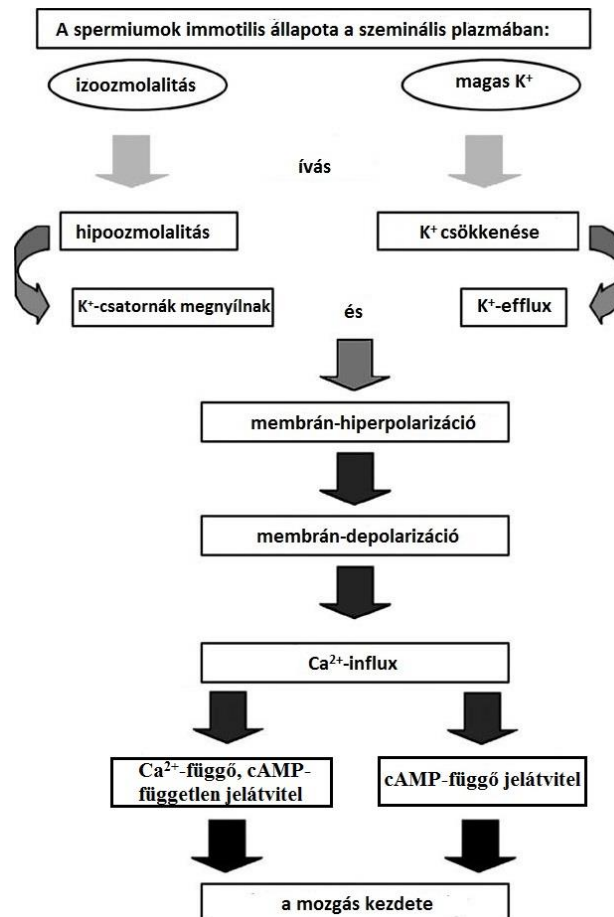 A spermiumok immotilis állapota a szeminális plazmában:
izoozmolalitás
magas K⁺
ívás
hipoozmolalitás
K⁺ csökkenése
K⁺-csatornák megnyílnak
és
K⁺-efflux
membrán-hiperpolarizáció
membrán-depolarizáció
Ca²⁺-influx
Ca²⁺-függő, cAMP-
független jelátvitel
cAMP-függő jelátvitel
a mozgás kezdete